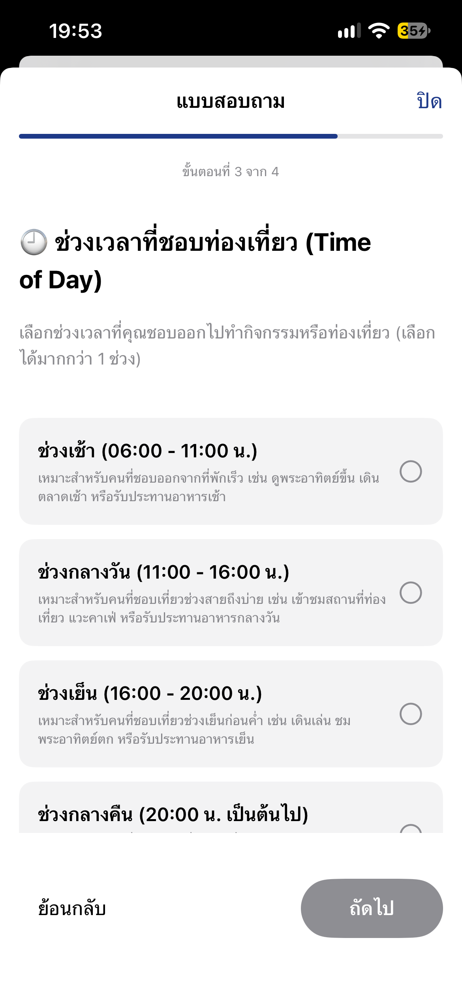 19:53
35
แบบสอบถาม
ปิด
ขั้นตอนที่ 3 จาก 4
ช่วงเวลาที่ชอบท่องเที่ยว (Time
of Day)
เลือกช่วงเวลาที่คุณชอบออกไปทำกิจกรรมหรือท่องเที่ยว (เลือก
ได้มากกว่า 1 ช่วง)
ช่วงเช้า (06:00 - 11:00 น.)
เหมาะสำหรับคนที่ชอบออกจากที่พักเร็ว เช่น ดูพระอาทิตย์ขึ้น เดิน
ตลาดเช้า หรือรับประทานอาหารเช้า
ช่วงกลางวัน (11:00 - 16:00 น.)
เหมาะสำหรับคนที่ชอบเที่ยวช่วงสายถึงบ่าย เช่น เข้าชมสถานที่ท่อง
เที่ยว แวะคาเฟ่ หรือรับประทานอาหารกลางวัน
ช่วงเย็น (16:00 - 20:00 น.)
เหมาะสำหรับคนที่ชอบเที่ยวช่วงเย็นก่อนค่ำ เช่น เดินเล่น ชม
พระอาทิตย์ตก หรือรับประทานอาหารเย็น
ช่วงกลางคืน (20:00 น. เป็นต้นไป)
ย้อนกลับ
ถัดไป